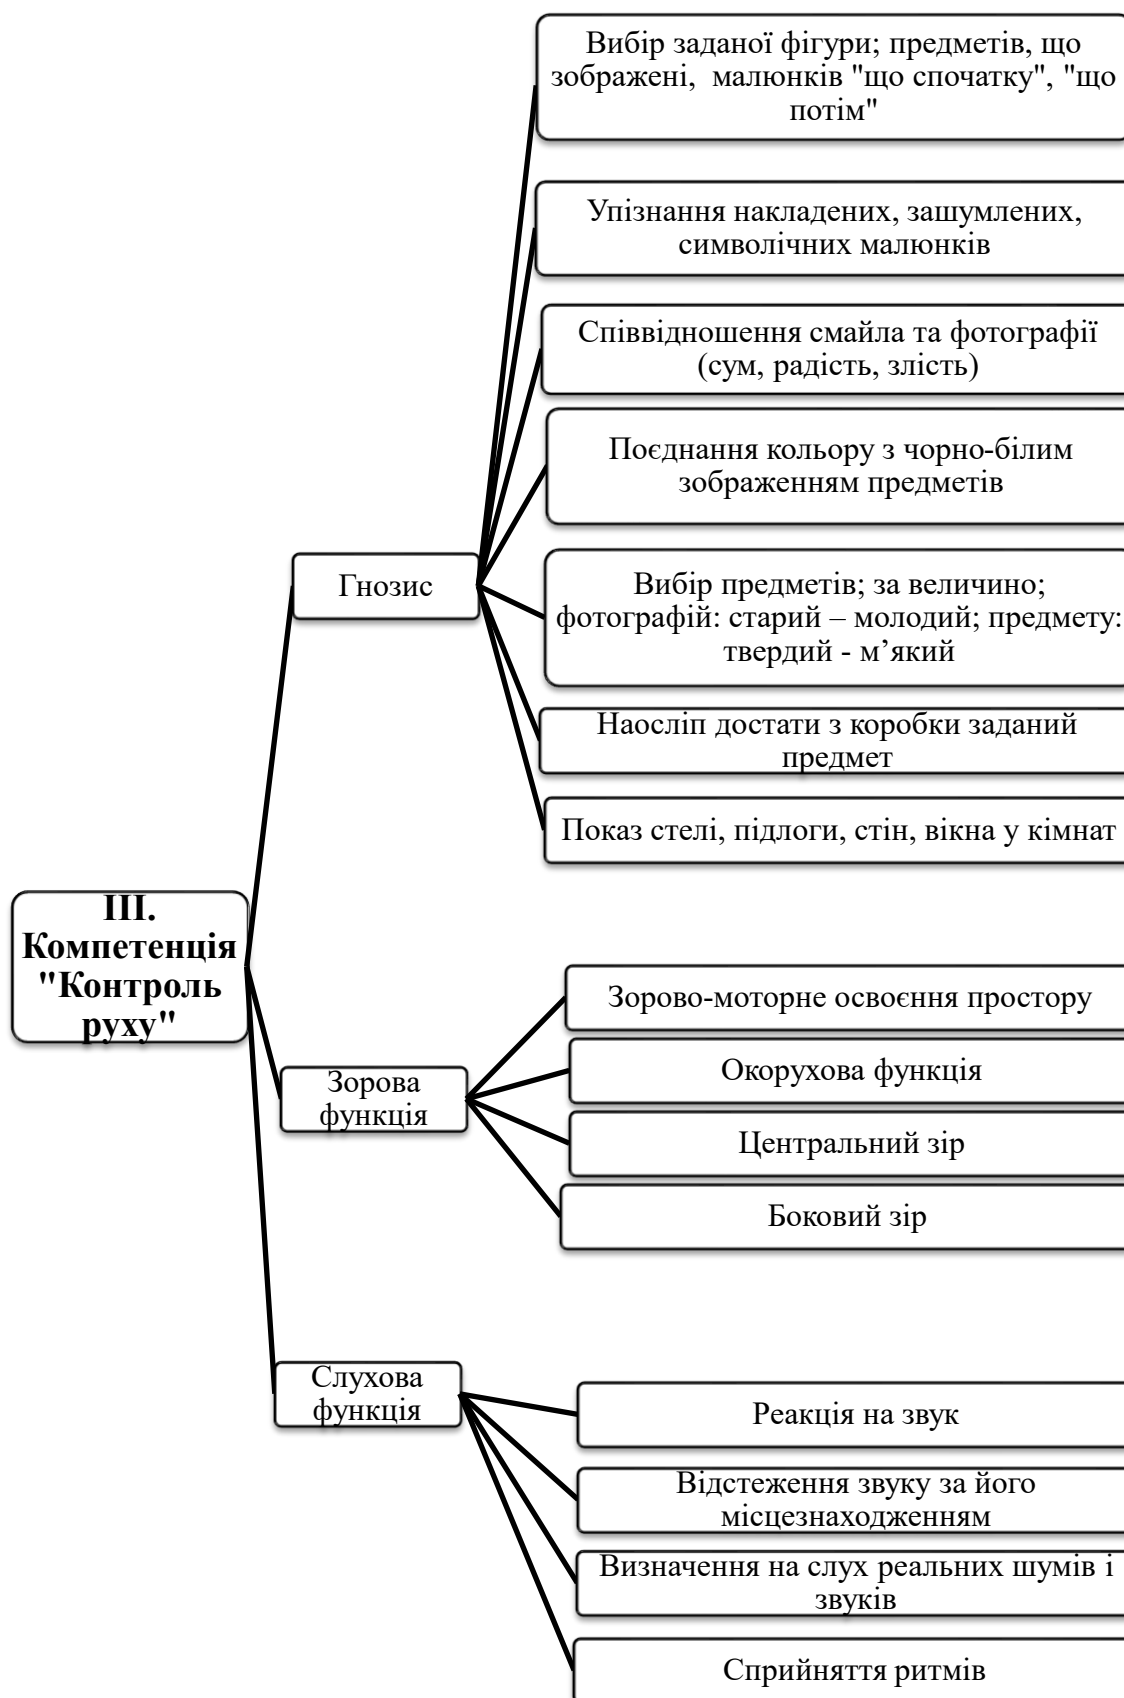 Вибір заданої фігури; предметів, що
зображені, малюнків "що спочатку", "що
потім"
Упізнання накладених, зашумлених,
символічних малюнків
Співвідношення смайла та фотографії
(сум, радість, злість)
Поєднання кольору з чорно-білим
зображенням предметів
Гнозис
Вибір предметів; за величино;
фотографій: старий – молодий; предмету:
твердий - м’який
Наосліп достати з коробки заданий
предмет
Показ стелі, підлоги, стін, вікна у кімнат
III.
Компетенція
"Контроль
руху"
Зорово-моторне освоєння простору
Окорухова функція
Зорова
функція
Центральний зір
Боковий зір
Слухова
функція
Реакція на звук
Відстеження звуку за його
місцезнаходженням
Визначення на слух реальних шумів і
звуків
Сприйняття ритмів